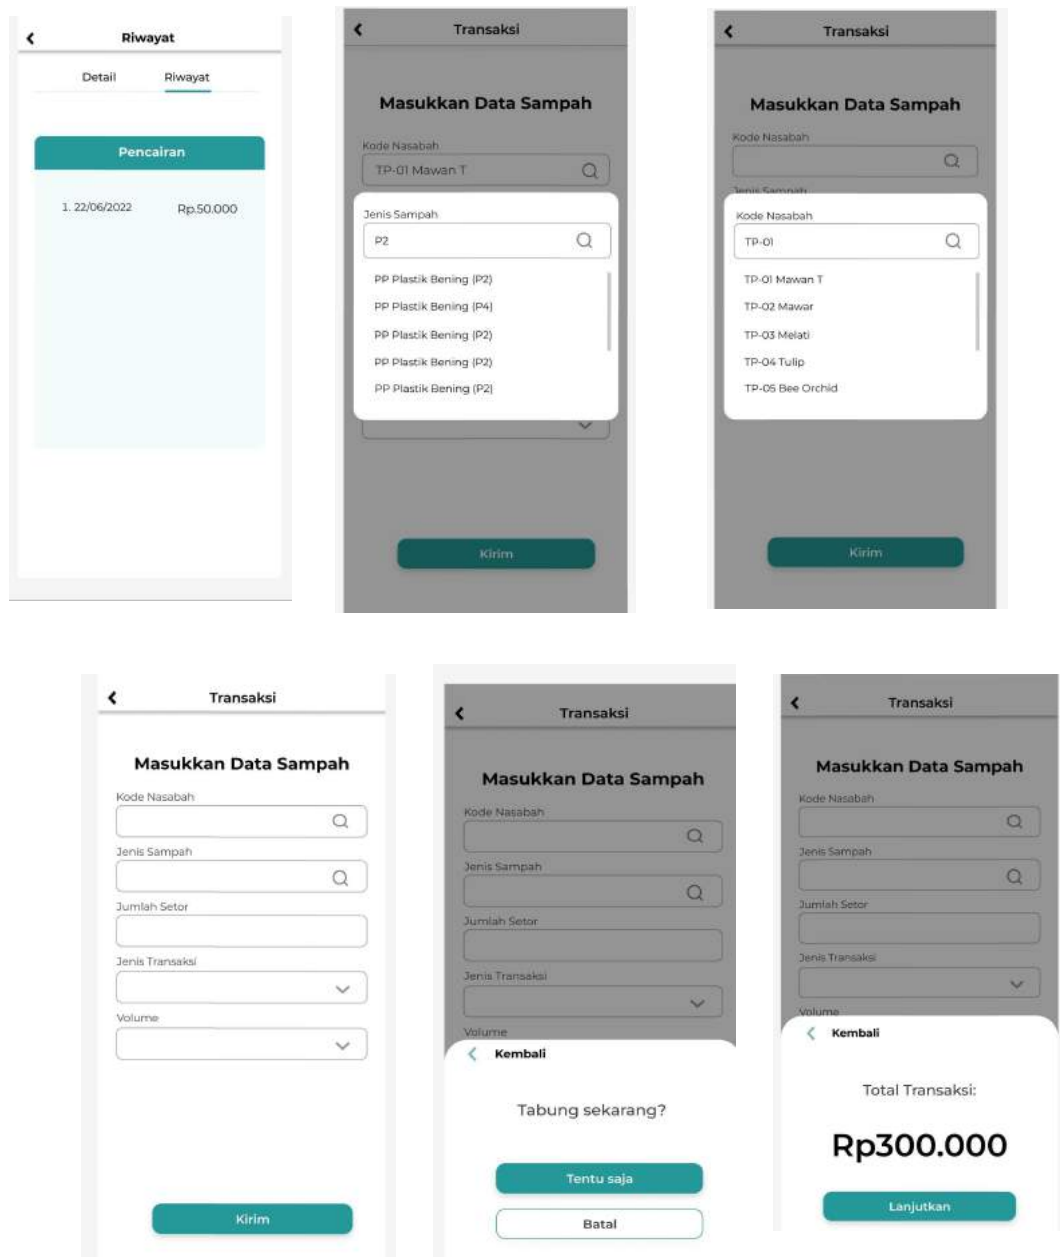 Riwayat
Detail Riwayat
Pencairan
1. 22/06/2022 Rp.50.000
Transaksi
Masukkan Data Sampah
Kode Nasabah
TP-01 Mawan T
Jenis Sampah
P2
PP Plastik Bening (P2)
PP Plastik Bening (P4)
PP Plastik Bening (P2)
PP Plastik Bening (P2)
PP Plastik Bening (P2)
Kirim
Transaksi
Masukkan Data Sampah
Kode Nasabah
Jenis Sampah
Kode Nasabah
TP-01
TP-01 Mawan T
TP-02 Mawar
TP-03 Melati
TP-04 Tulip
TP-05 Bee Orchid
Kirim
Transaksi
Masukkan Data Sampah
Kode Nasabah
Jenis Sampah
Jumlah Setor
Jenis Transaksi
Volume
Kirim
Transaksi
Masukkan Data Sampah
Kode Nasabah
Jenis Sampah
Jumlah Setor
Jenis Transaksi
Volume
Kembali
Tabung sekarang?
Tentu saja
Batal
Transaksi
Masukkan Data Sampah
Kode Nasabah
Jenis Sampah
Jumlah Setor
Jenis Transaksi
Volume
Kembali
Total Transaksi:
Rp300.000
Lanjutkan